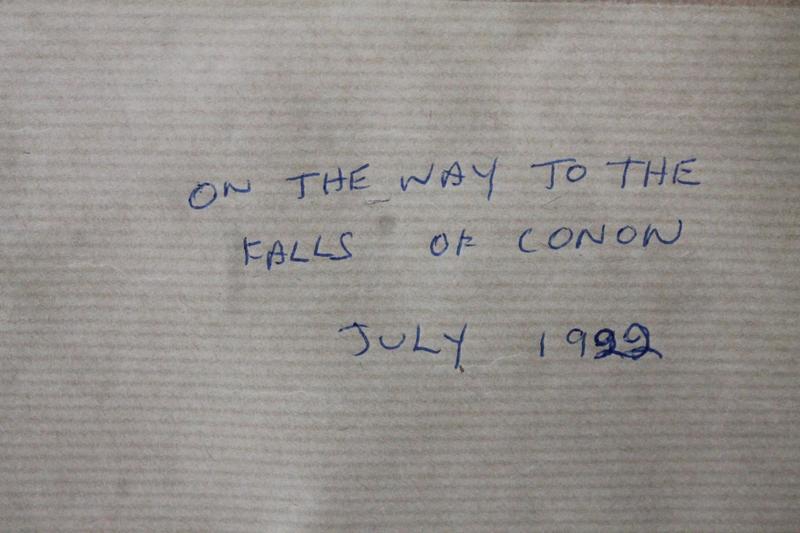 ON THE WAY TO THE
FALLS OF CONON
JULY 1922